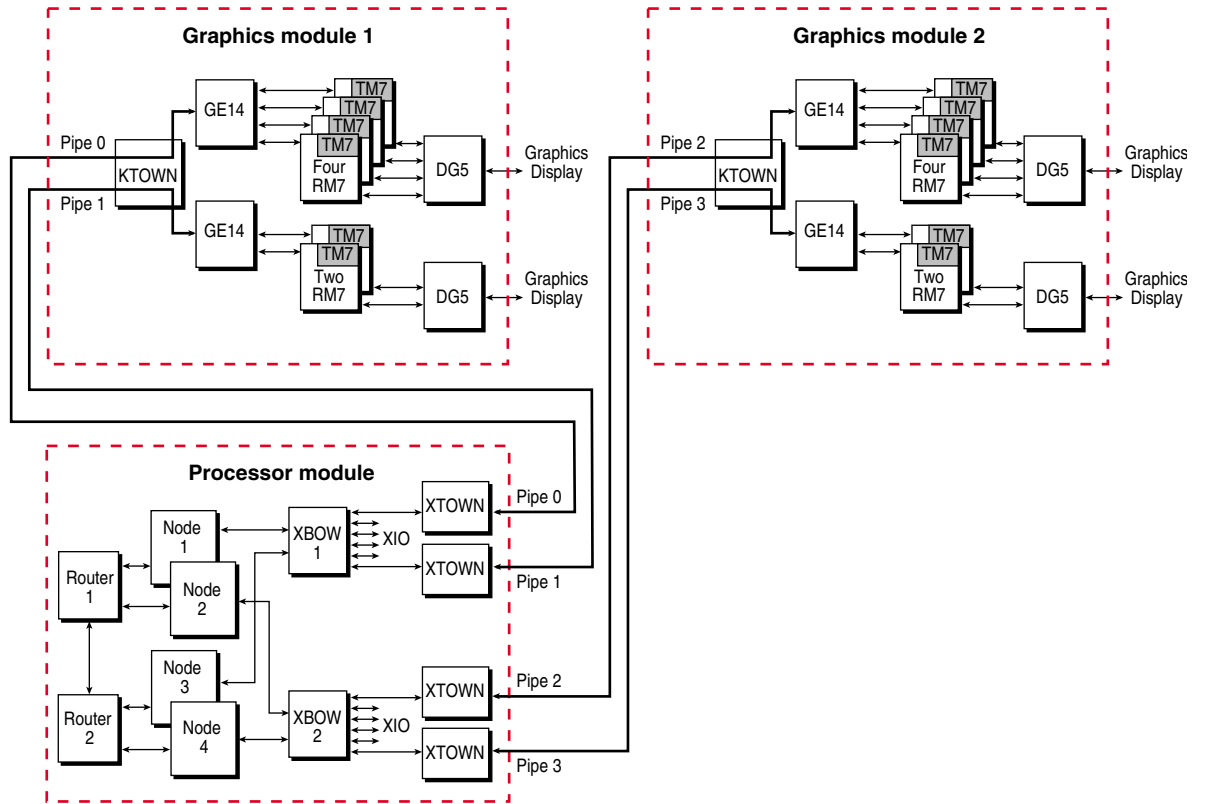 Graphics module 1
Pipe 0
KTOWN
Pipe 1
GE14
TM7
TM7
TM7
TM7
Four
RM7
DG5
Graphics
Display
GE14
TM7
TM7
Two
RM7
DG5
Graphics
Display
Graphics module 2
Pipe 2
KTOWN
Pipe 3
GE14
TM7
TM7
TM7
TM7
Four
RM7
DG5
Graphics
Display
GE14
TM7
TM7
Two
RM7
DG5
Graphics
Display
Processor module
Router
1
Node
1
Node
2
XBOW
1
XIO
XTOWN
Pipe 0
XTOWN
Pipe 1
Router
2
Node
3
Node
4
XBOW
2
XIO
XTOWN
Pipe 2
XTOWN
Pipe 3